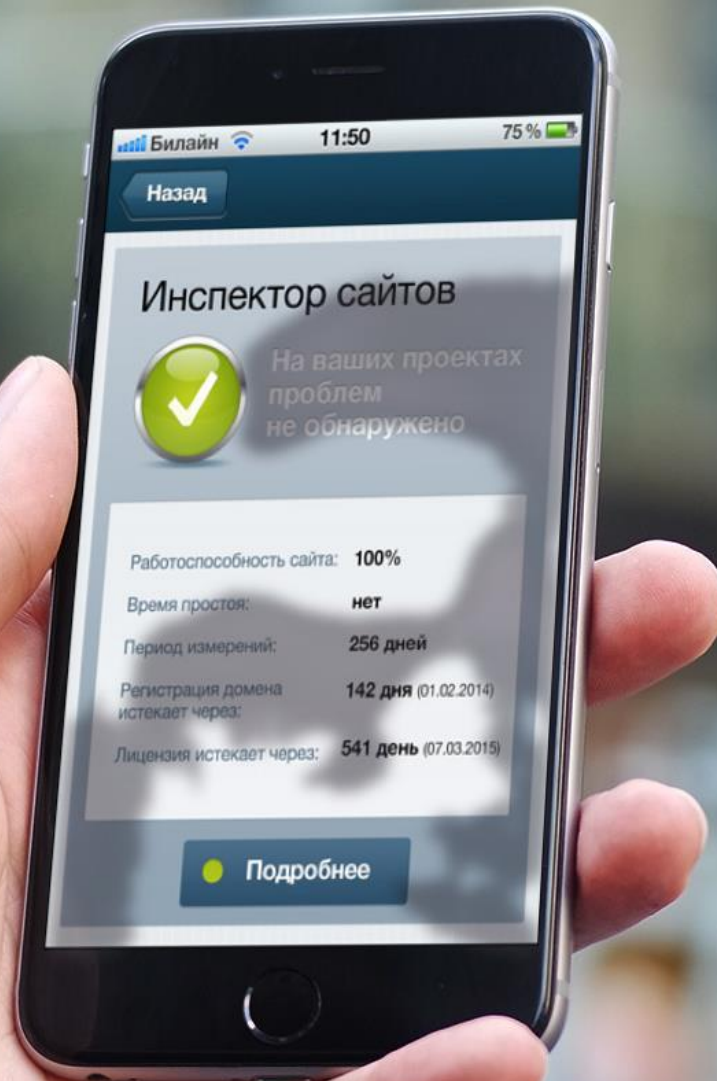 Билайн 11:50 75 %
Назад
Инспектор сайтов
На ваших проектах
проблем
не обнаружено
Работоспособность сайта: 100%
Время простоя: нет
Период измерений: 256 дней
Регистрация домена 142 дня (01.02.2014)
истекает через:
Лицензия истекает через: 541 день (07.03.2015)
Подробнее